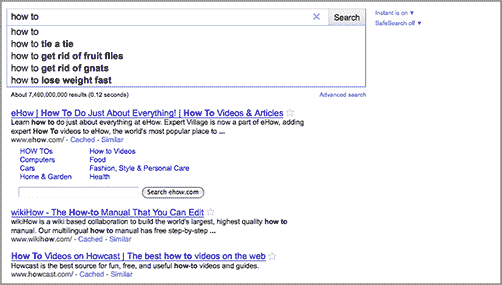 how to
Search
Instant is on ▼
SafeSearch off ▼
how to
how to tie a tie
how to get rid of fruit flies
how to get rid of gnats
how to lose weight fast
About 7,460,000,000 results (0.12 seconds)
Advanced search
eHow | How To Do Just About Everything! | How To Videos & Articles
Learn how to do just about everything at eHow. Expert Village is now a part of eHow, adding
expert How To videos to eHow, the world's most popular place to ...
www.ehow.com/ - Cached - Similar
HOW TOs
How to Videos
Computers
Food
Cars
Fashion, Style & Personal Care
Home & Garden
Health
Search ehow.com
wikiHow - The How-to Manual That You Can Edit
wikiHow is a wiki based collaboration to build the world's largest, highest quality how to
manual. Our multilingual how to manual has free step-by-step ...
www.wikihow.com/ - Cached - Similar
How To Videos on Howcast | The best how to videos on the web
Howcast is the best source for fun, free, and useful how-to videos and guides.
www.howcast.com/ - Cached - Similar